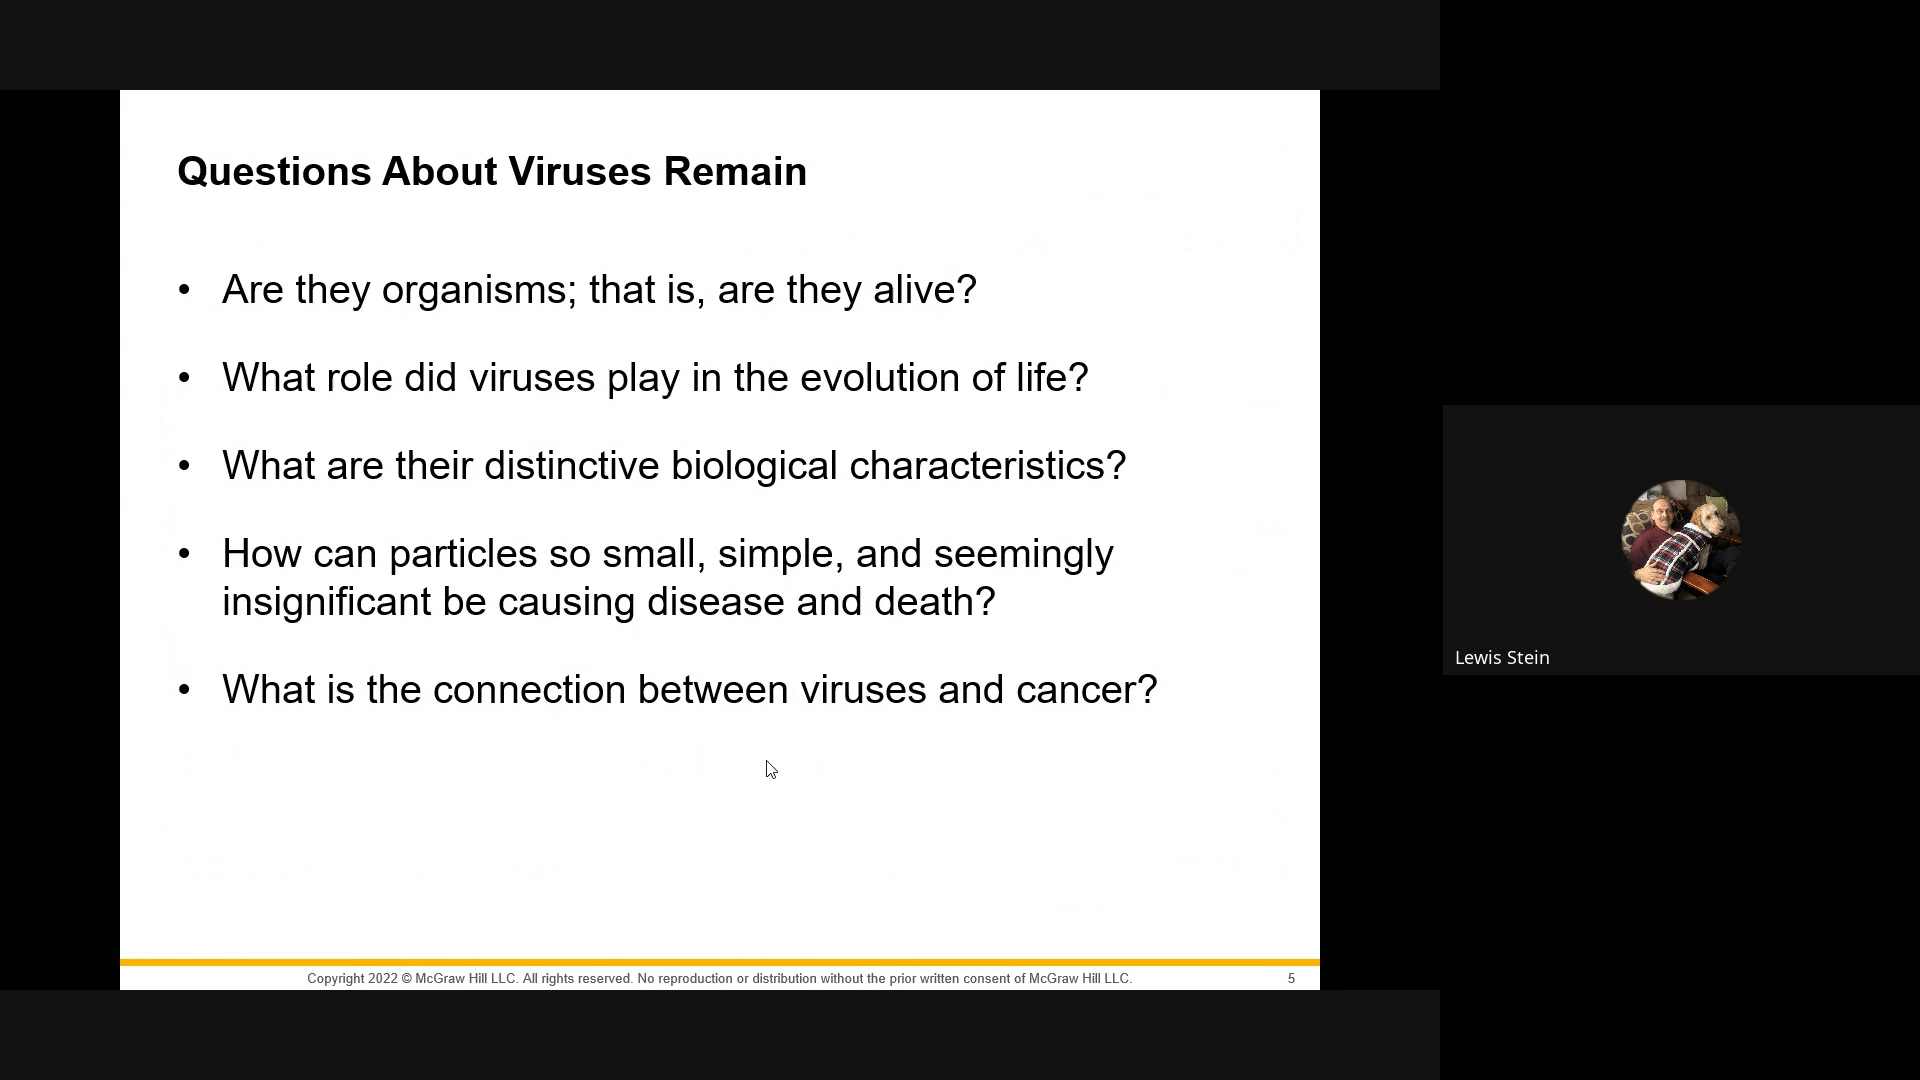 Questions About Viruses Remain
• Are they organisms; that is, are they alive?
• What role did viruses play in the evolution of life?
• What are their distinctive biological characteristics?
• How can particles so small, simple, and seemingly
insignificant be causing disease and death?
• What is the connection between viruses and cancer?
Copyright 2022 © McGraw Hill LLC. All rights reserved. No reproduction or distribution without the prior written consent of McGraw Hill LLC.
5
Lewis Stein